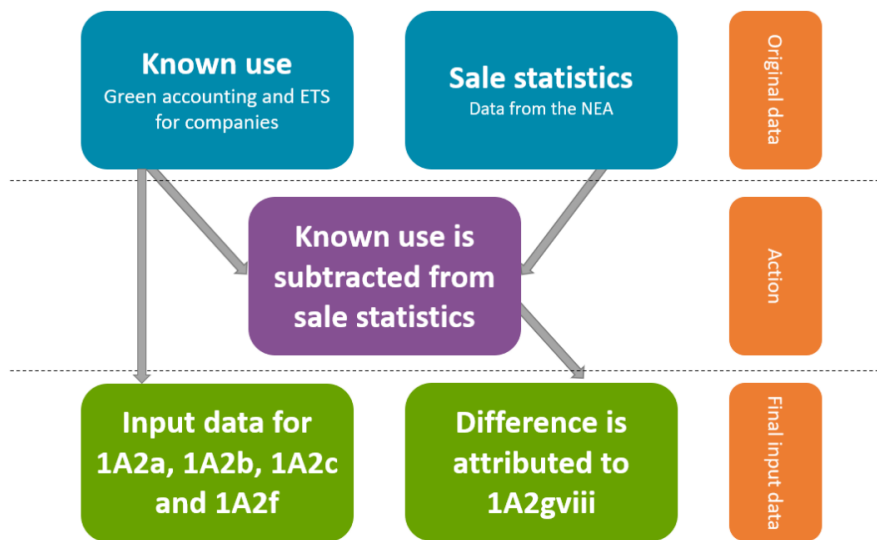 Known use
Green accounting and ETS
for companies
Sale statistics
Data from the NEA
Original data
Known use is
subtracted from
sale statistics
Action
Input data for
1A2a, 1A2b, 1A2c
and 1A2f
Difference is
attributed to
1A2gviii
Final input data